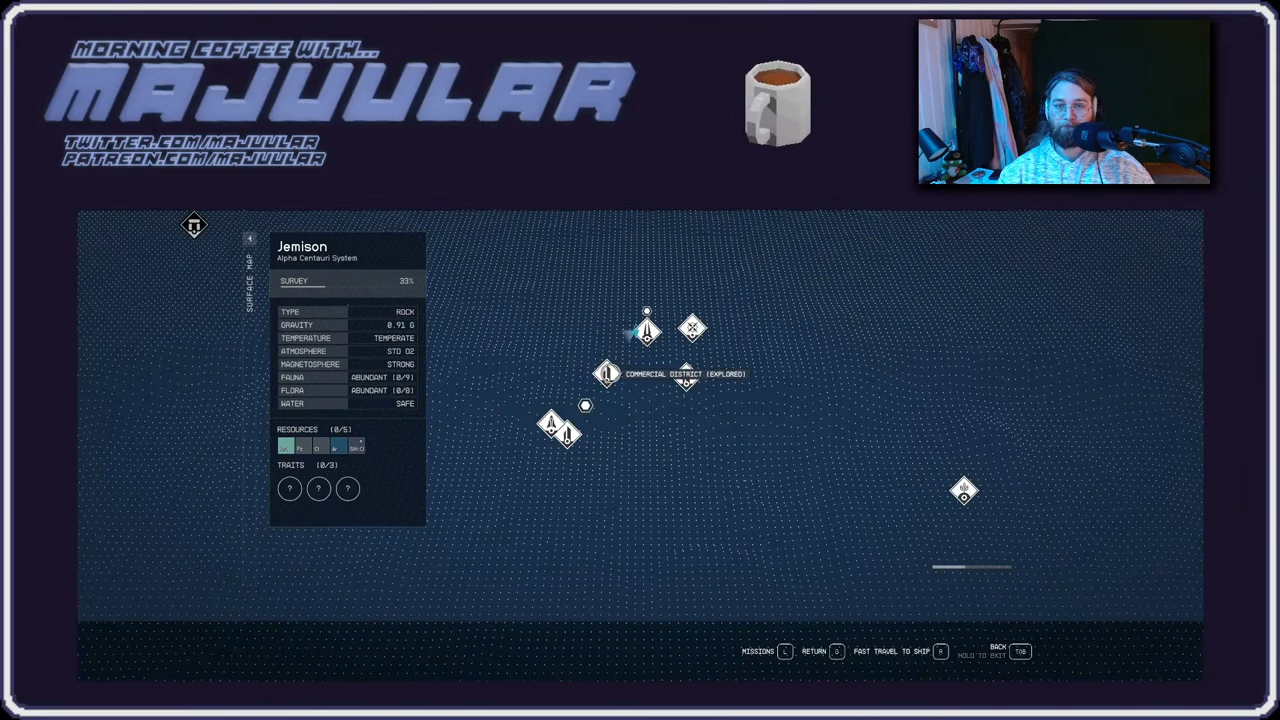 MORNING COFFEE WITH...
MAJUULAR
TWITTER.COM/MAJUULAR
PATREON.COM/MAJUULAR
SURFACE MAP
Jemison
Alpha Centauri System
SURVEY 33%
TYPE ROCK
GRAVITY 0.91 G
TEMPERATURE TEMPERATE
ATMOSPHERE STD O2
MAGNETOSPHERE STRONG
FAUNA ABUNDANT (0/9)
FLORA ABUNDANT (0/8)
WATER SAFE
RESOURCES (0/5)
Cl Ar
TRAITS (0/3)
? ? ?
COMMERCIAL DISTRICT (EXPLORED)
MISSIONS L RETURN G FAST TRAVEL TO SHIP R BACK TAB
HOLD TO EXIT